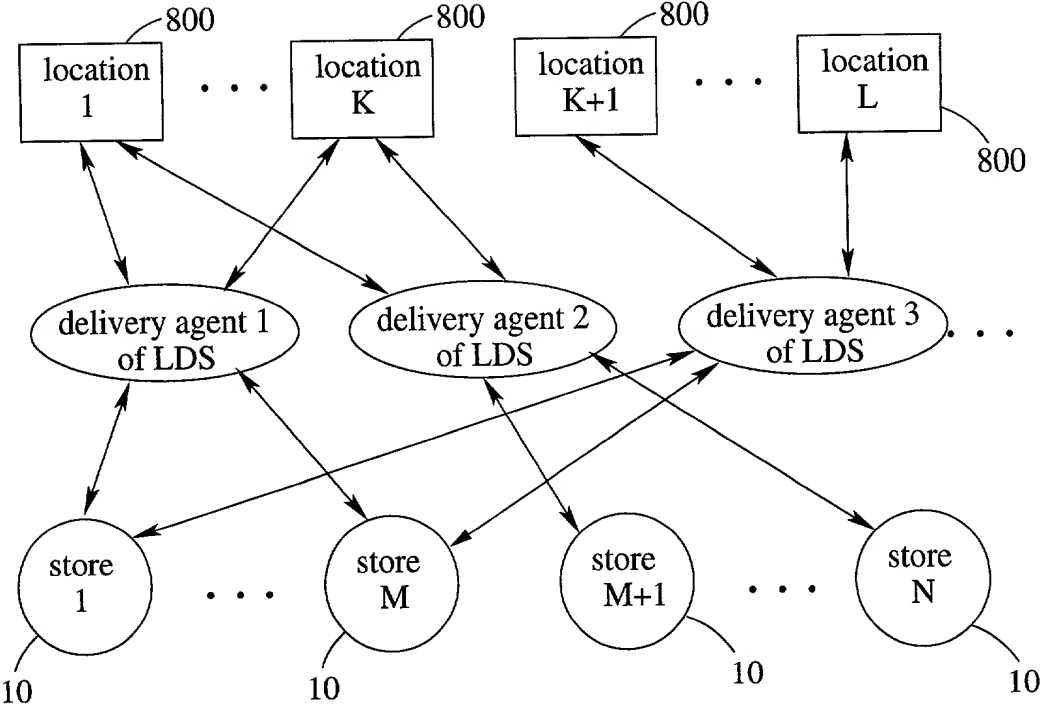 800
800
800
location
1
. . .
location
K
location
K+1
. . .
location
L
800
delivery agent 1
of LDS
delivery agent 2
of LDS
delivery agent 3
of LDS
. . .
store
1
. . .
store
M
store
M+1
. . .
store
N
10
10
10
10